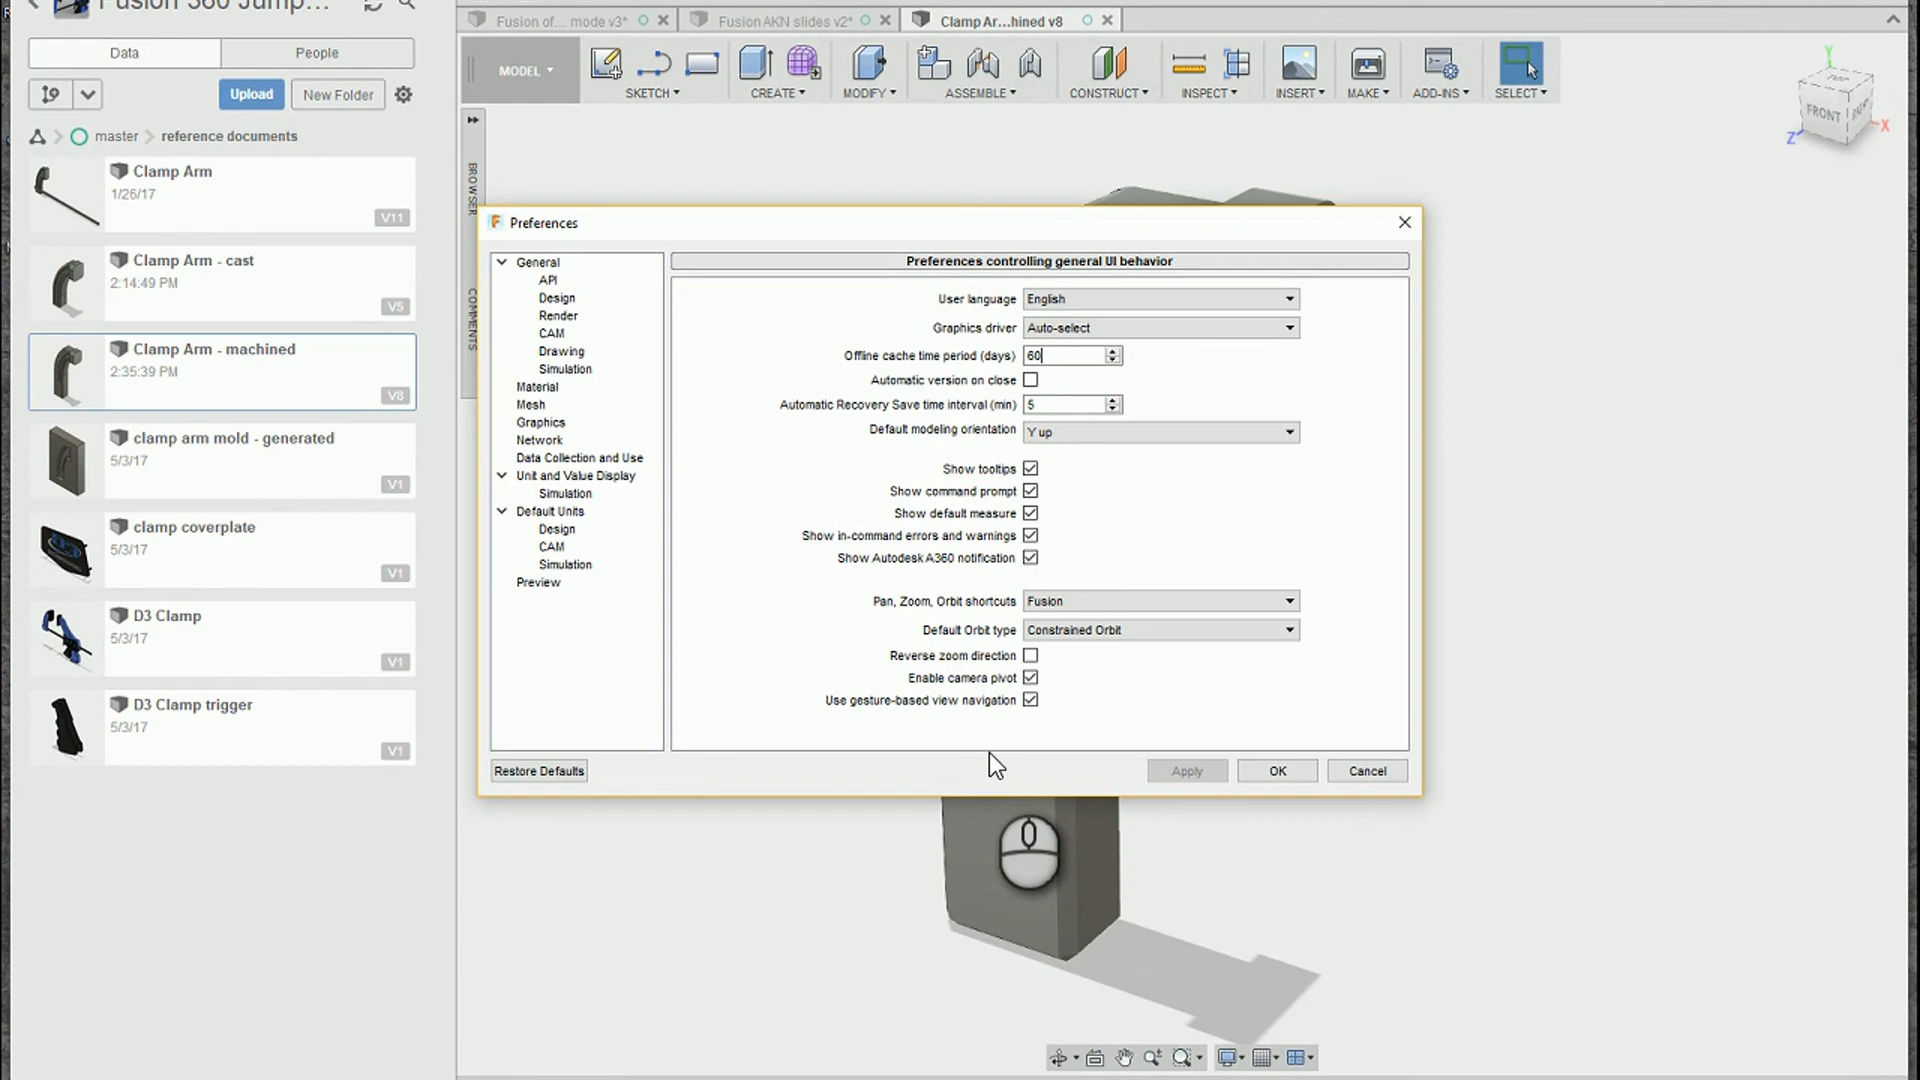 Fusion 360 Jump...
Data
People
Upload
New Folder
master
reference documents
Clamp Arm
1/26/17
V11
Clamp Arm - cast
2:14:49 PM
V5
Clamp Arm - machined
2:35:39 PM
V8
clamp arm mold - generated
5/3/17
V1
clamp coverplate
5/3/17
V1
D3 Clamp
5/3/17
V1
D3 Clamp trigger
5/3/17
V1
Fusion of... mode v3*
Fusion AKN slides v2*
Clamp Ar...hined v8
MODEL
SKETCH
CREATE
MODIFY
ASSEMBLE
CONSTRUCT
INSPECT
INSERT
MAKE
ADD-INS
SELECT
Y
TOP
FRONT
RIGHT
X
Z
BROWSER
COMMENTS
Preferences
General
API
Design
Render
CAM
Drawing
Simulation
Material
Mesh
Graphics
Network
Data Collection and Use
Unit and Value Display
Simulation
Default Units
Design
CAM
Simulation
Preview
Preferences controlling general UI behavior
User language English
Graphics driver Auto-select
Offline cache time period (days) 60
Automatic version on close
Automatic Recovery Save time interval (min) 5
Default modeling orientation Y up
Show tooltips
Show command prompt
Show default measure
Show in-command errors and warnings
Show Autodesk A360 notification
Pan, Zoom, Orbit shortcuts Fusion
Default Orbit type Constrained Orbit
Reverse zoom direction
Enable camera pivot
Use gesture-based view navigation
Restore Defaults
Apply
OK
Cancel